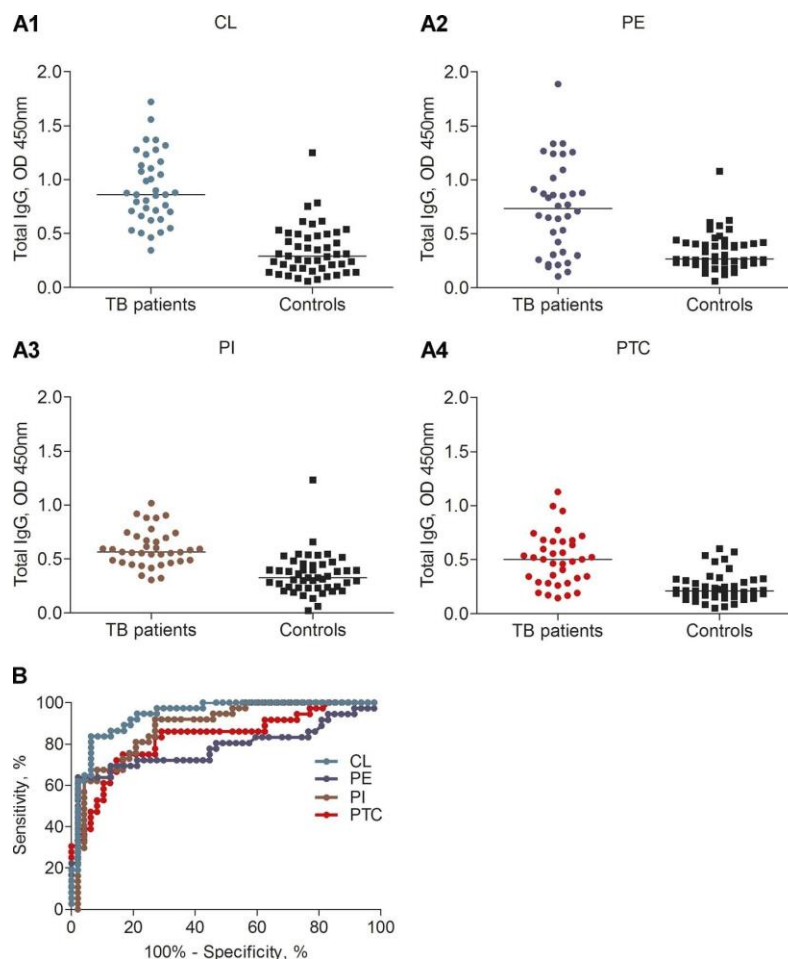 A1 CL A2 PE
2.0 2.0
1.5 1.5
1.0 1.0
0.5 0.5
0.0 0.0
Total IgG, OD 450nm Total IgG, OD 450nm
TB patients Controls TB patients Controls
A3 PI A4 PTC
2.0 2.0
1.5 1.5
1.0 1.0
0.5 0.5
0.0 0.0
Total IgG, OD 450nm Total IgG, OD 450nm
TB patients Controls TB patients Controls
B
100
80
60
40
20
0
Sensitivity, %
CL
PE
PI
PTC
0 20 40 60 80 100
100% - Specificity, %